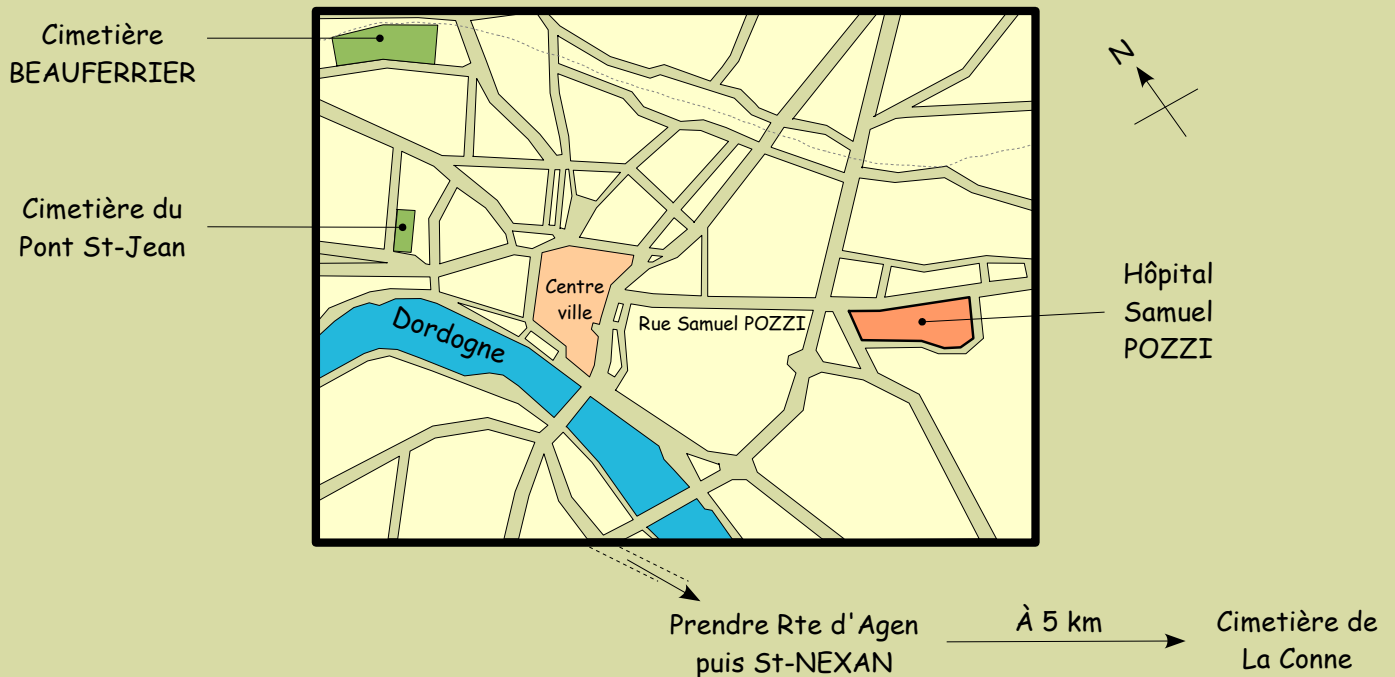 Cimetière
BEAUFERRIER
N
Cimetière du
Pont St-Jean
Centre
ville
Dordogne
Rue Samuel POZZI
Hôpital
Samuel
POZZI
Prendre Rte d'Agen
puis St-NEXAN
À 5 km
Cimetière de
La Conne